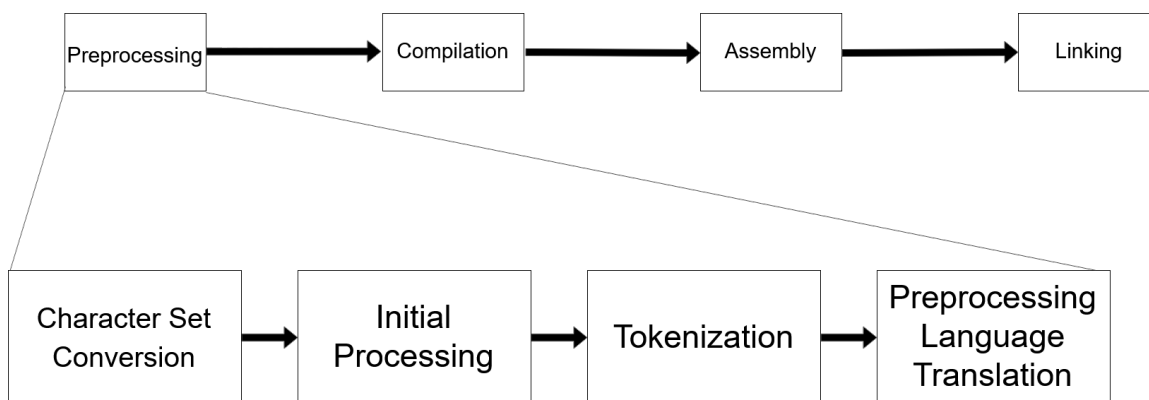 Preprocessing
Compilation
Assembly
Linking
Character Set
Conversion
Initial
Processing
Tokenization
Preprocessing
Language
Translation